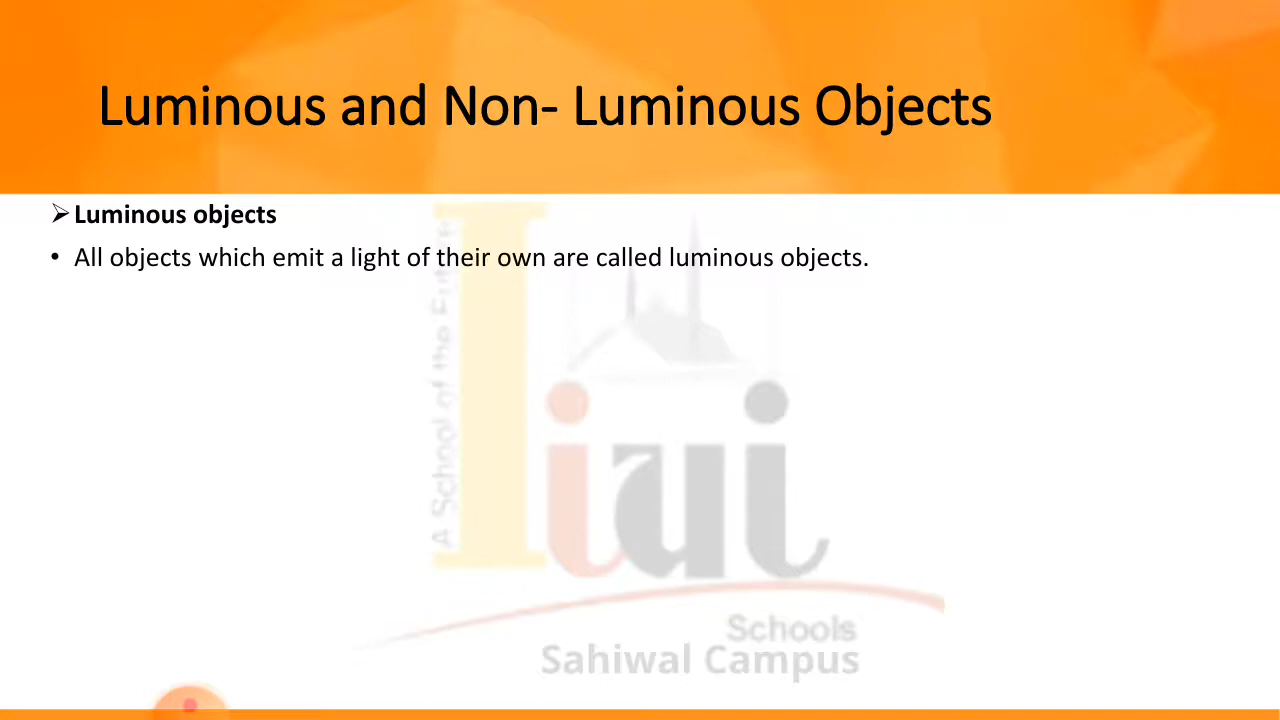 Luminous and Non- Luminous Objects
➢Luminous objects
• All objects which emit a light of their own are called luminous objects.
A School of the Future
Iiui
Schools
Sahiwal Campus